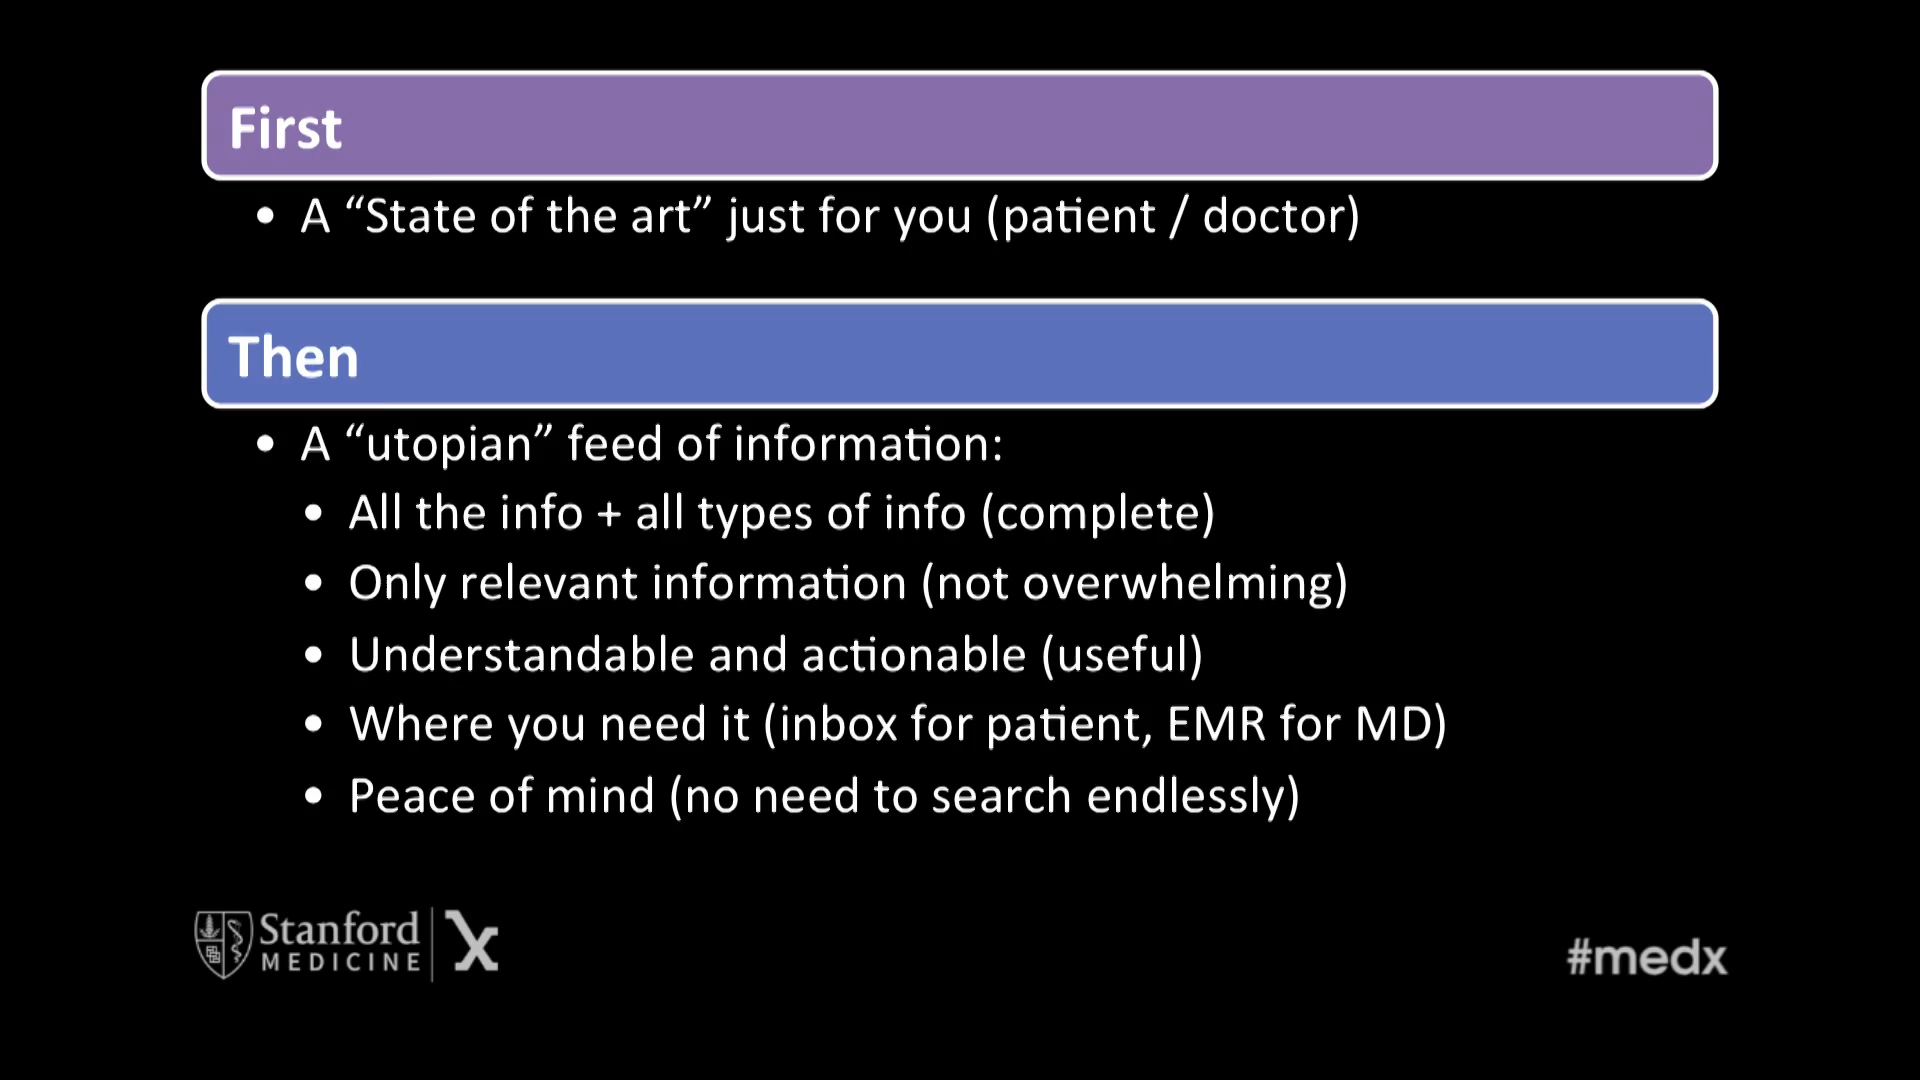 First
• A “State of the art” just for you (patient / doctor)
Then
• A “utopian” feed of information:
• All the info + all types of info (complete)
• Only relevant information (not overwhelming)
• Understandable and actionable (useful)
• Where you need it (inbox for patient, EMR for MD)
• Peace of mind (no need to search endlessly)
Stanford
MEDICINE
X
#medx